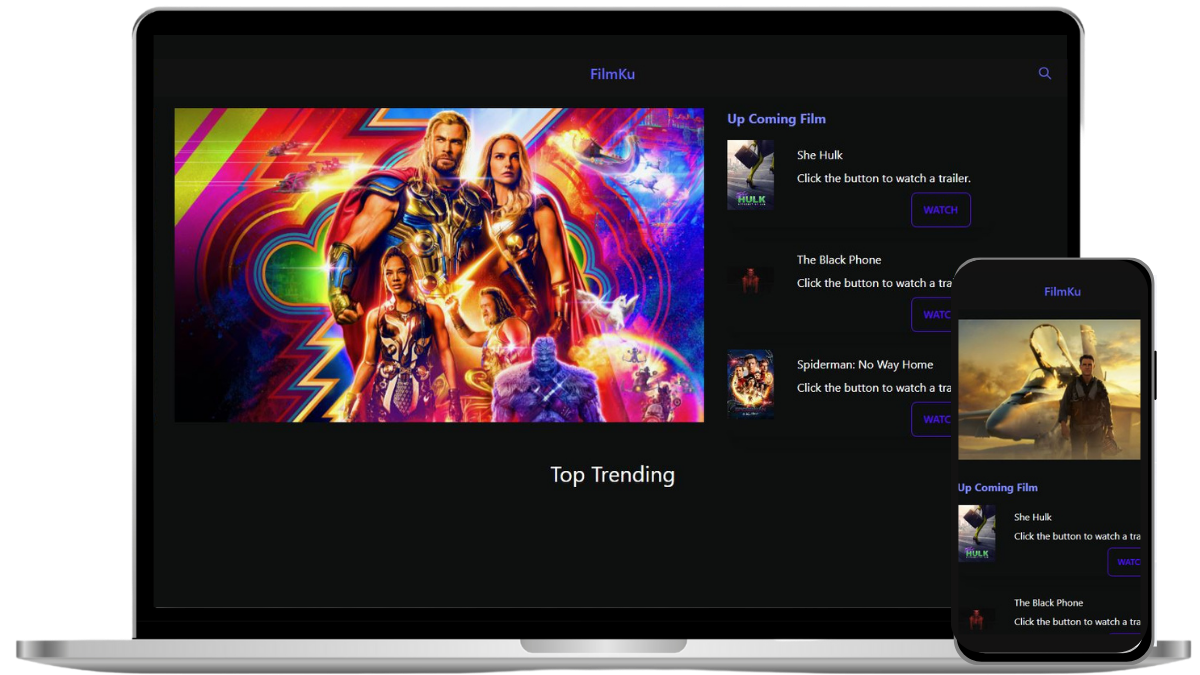 FilmKu
Up Coming Film
She Hulk
Click the button to watch a trailer.
HULK
WATCH
The Black Phone
Click the button to watch a tra
WATC
Spiderman: No Way Home
Click the button to watch a tra
WATC
Top Trending
FilmKu
Up Coming Film
She Hulk
Click the button to watch a tra
HULK
WATC
The Black Phone
Click the button to watch a tra